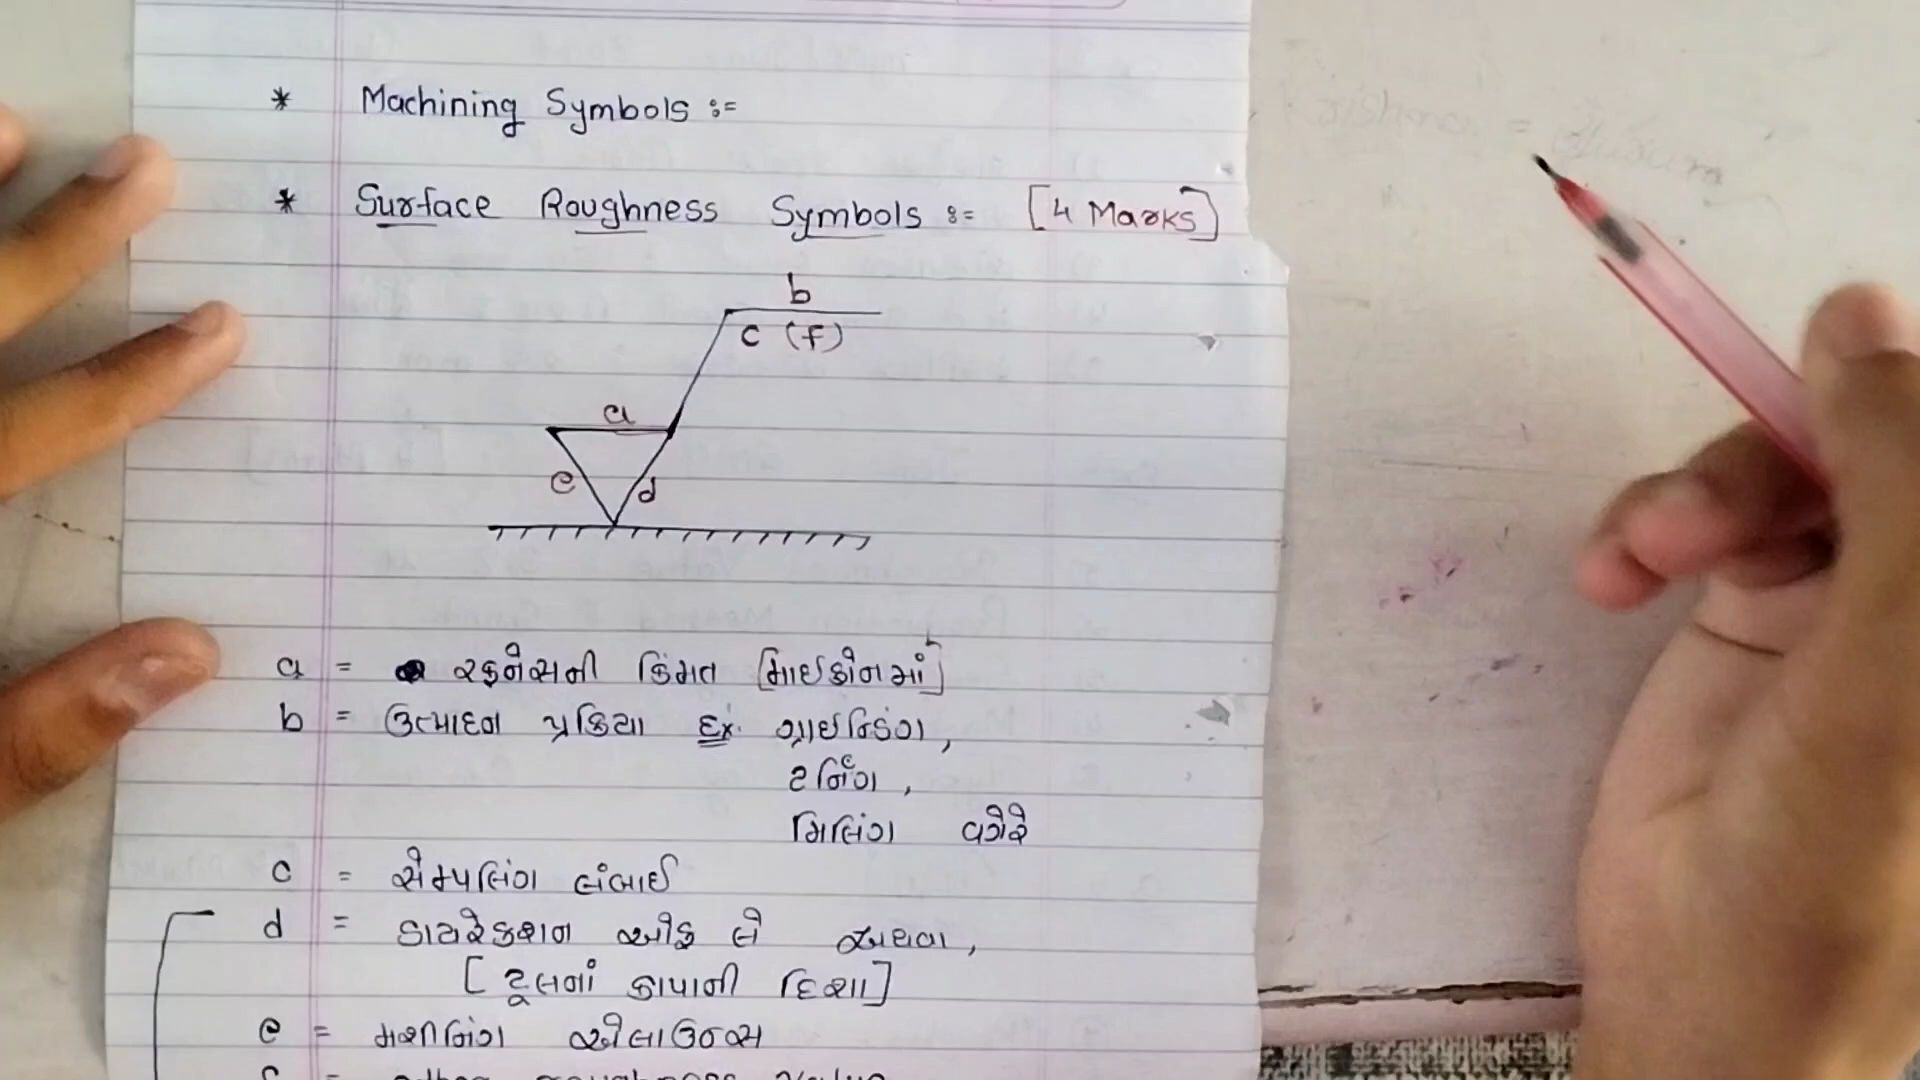 * Machining Symbols :=
* Surface Roughness Symbols := [4 Marks]
b
c (f)
a
e d
a = રફનેસની કિંમત [માઈક્રોનમાં]
b = ઉત્પાદન પ્રક્રિયા Ex. ગ્રાઈન્ડિંગ,
ટર્નિંગ,
મિલિંગ વગેરે
c = સેમ્પલિંગ લંબાઈ
d = ડાયરેક્શન ઓફ લે અથવા,
[ટૂલનાં કાપાની દિશા]
e = મશીનિંગ એલાઉન્સ